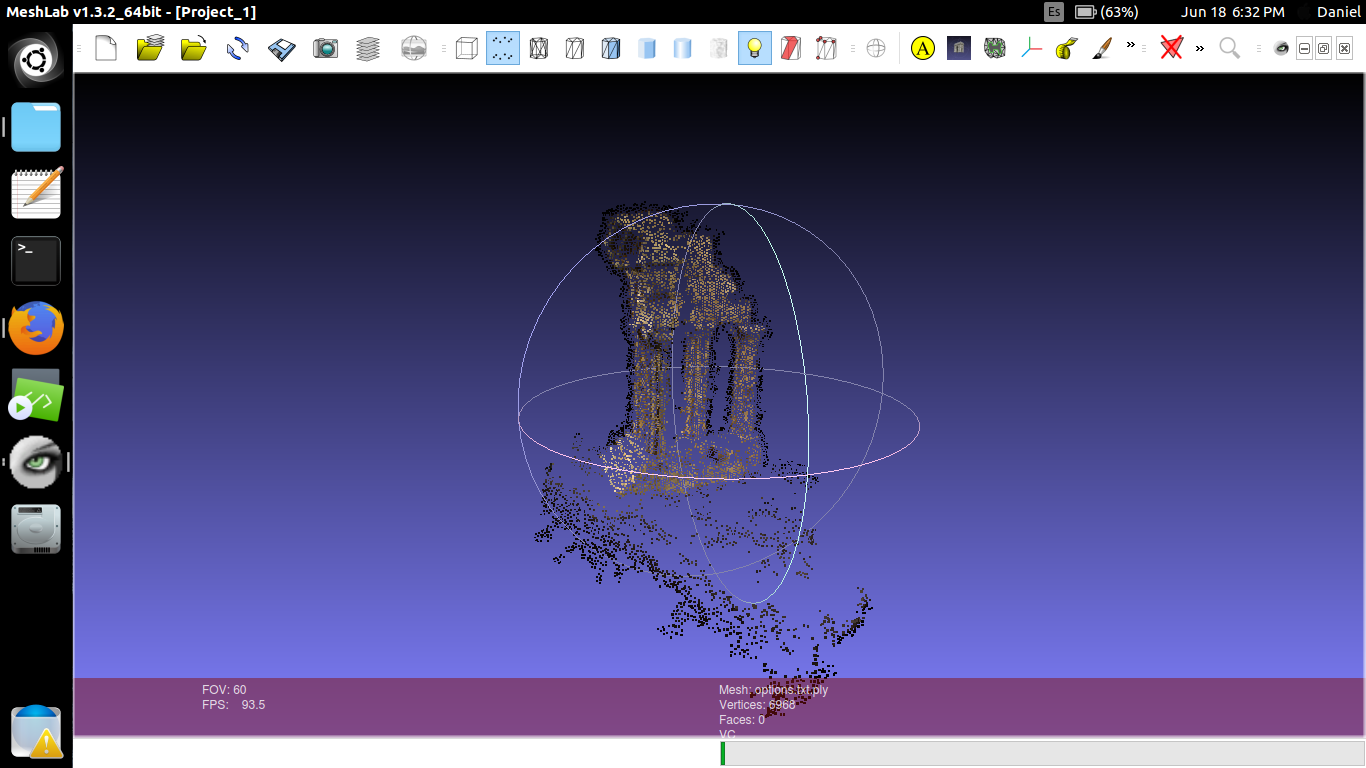 MeshLab v1.3.2_64bit - [Project_1]
Es
(63%)
Jun 18 6:32 PM
Daniel
A
>_
FOV: 60
FPS: 93.5
Mesh: options.txt.ply
Vertices: 6968
Faces: 0
VC